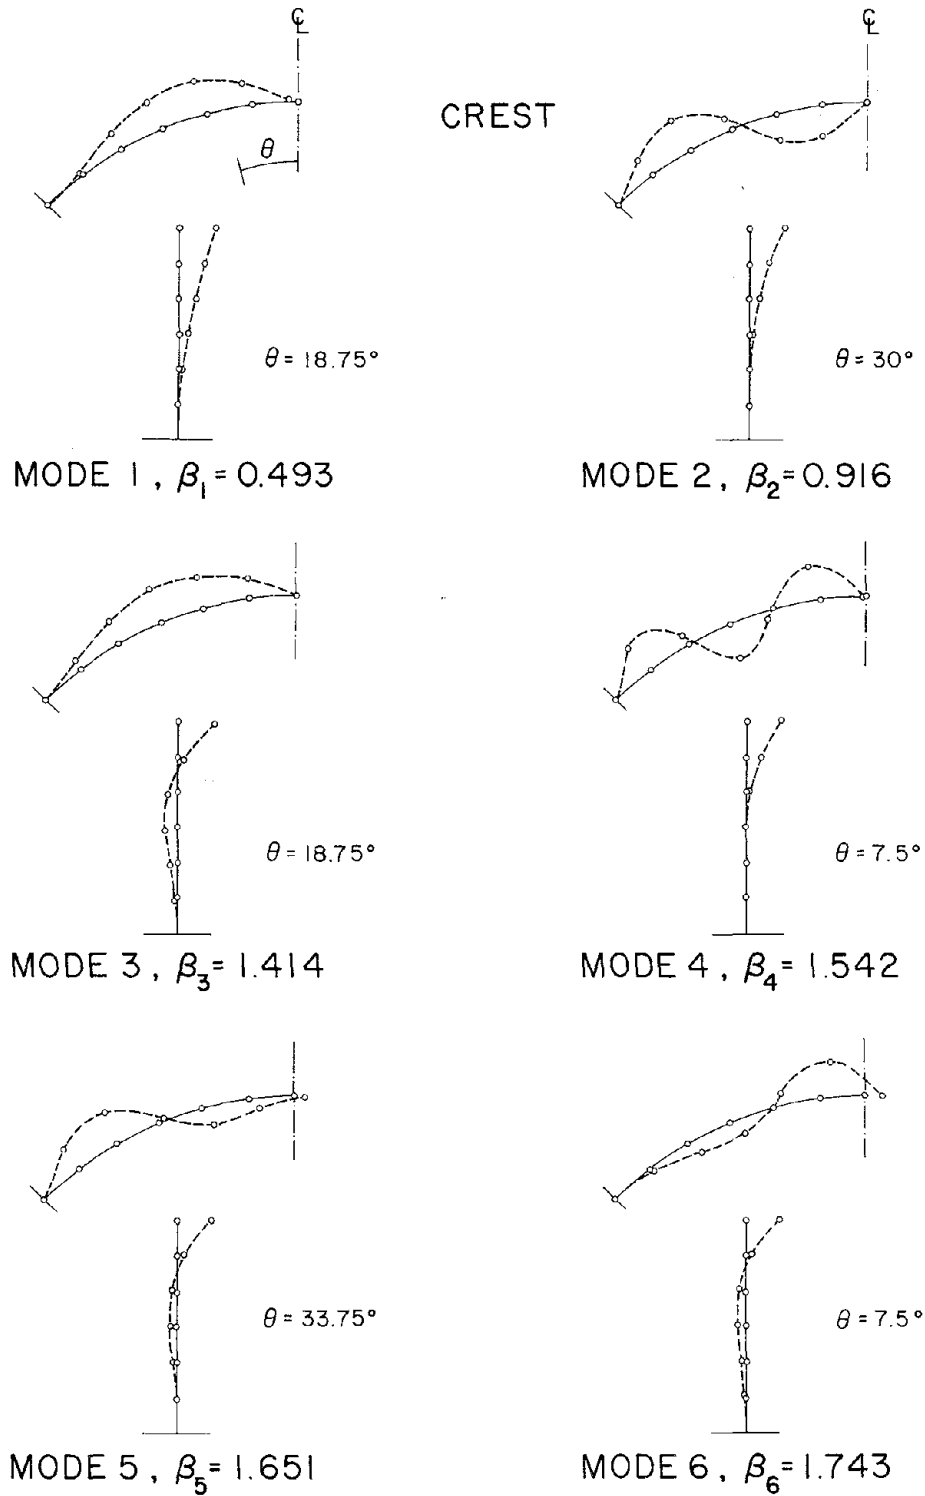 ℄ ℄
CREST
θ
θ = 18.75° θ = 30°
MODE 1, β₁ = 0.493 MODE 2, β₂ = 0.916
θ = 18.75° θ = 7.5°
MODE 3, β₃ = 1.414 MODE 4, β₄ = 1.542
θ = 33.75° θ = 7.5°
MODE 5, β₅ = 1.651 MODE 6, β₆ = 1.743